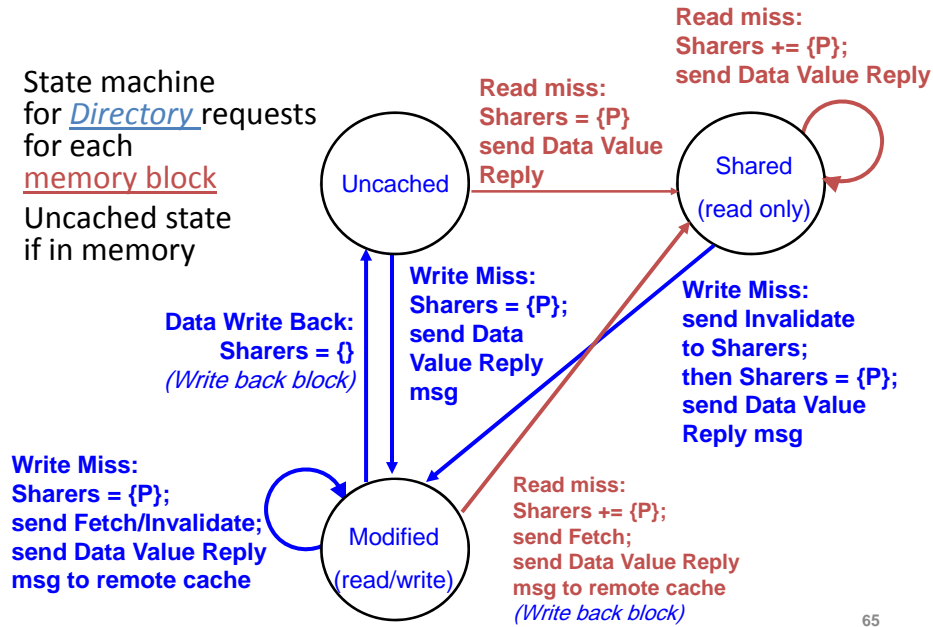 State machine
for Directory requests
for each
memory block
Uncached state
if in memory
Read miss:
Sharers += {P};
send Data Value Reply
Read miss:
Sharers = {P}
send Data Value
Reply
Uncached
Shared
(read only)
Data Write Back:
Sharers = {}
(Write back block)
Write Miss:
Sharers = {P};
send Data
Value Reply
msg
Write Miss:
send Invalidate
to Sharers;
then Sharers = {P};
send Data Value
Reply msg
Write Miss:
Sharers = {P};
send Fetch/Invalidate;
send Data Value Reply
msg to remote cache
Modified
(read/write)
Read miss:
Sharers += {P};
send Fetch;
send Data Value Reply
msg to remote cache
(Write back block)
65